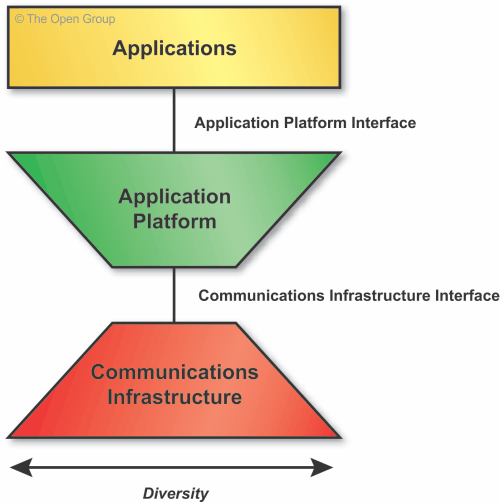 © The Open Group
Applications
Application Platform Interface
Application
Platform
Communications Infrastructure Interface
Communications
Infrastructure
Diversity